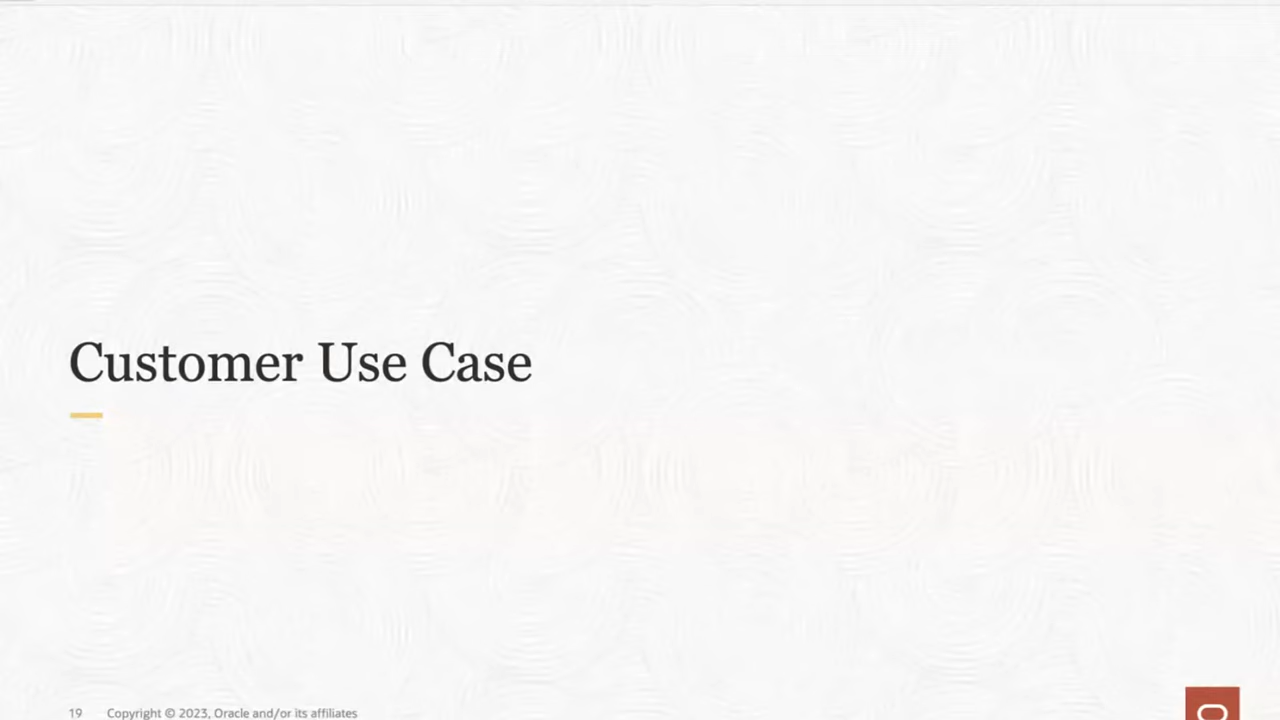 Customer Use Case
19 Copyright © 2023, Oracle and/or its affiliates